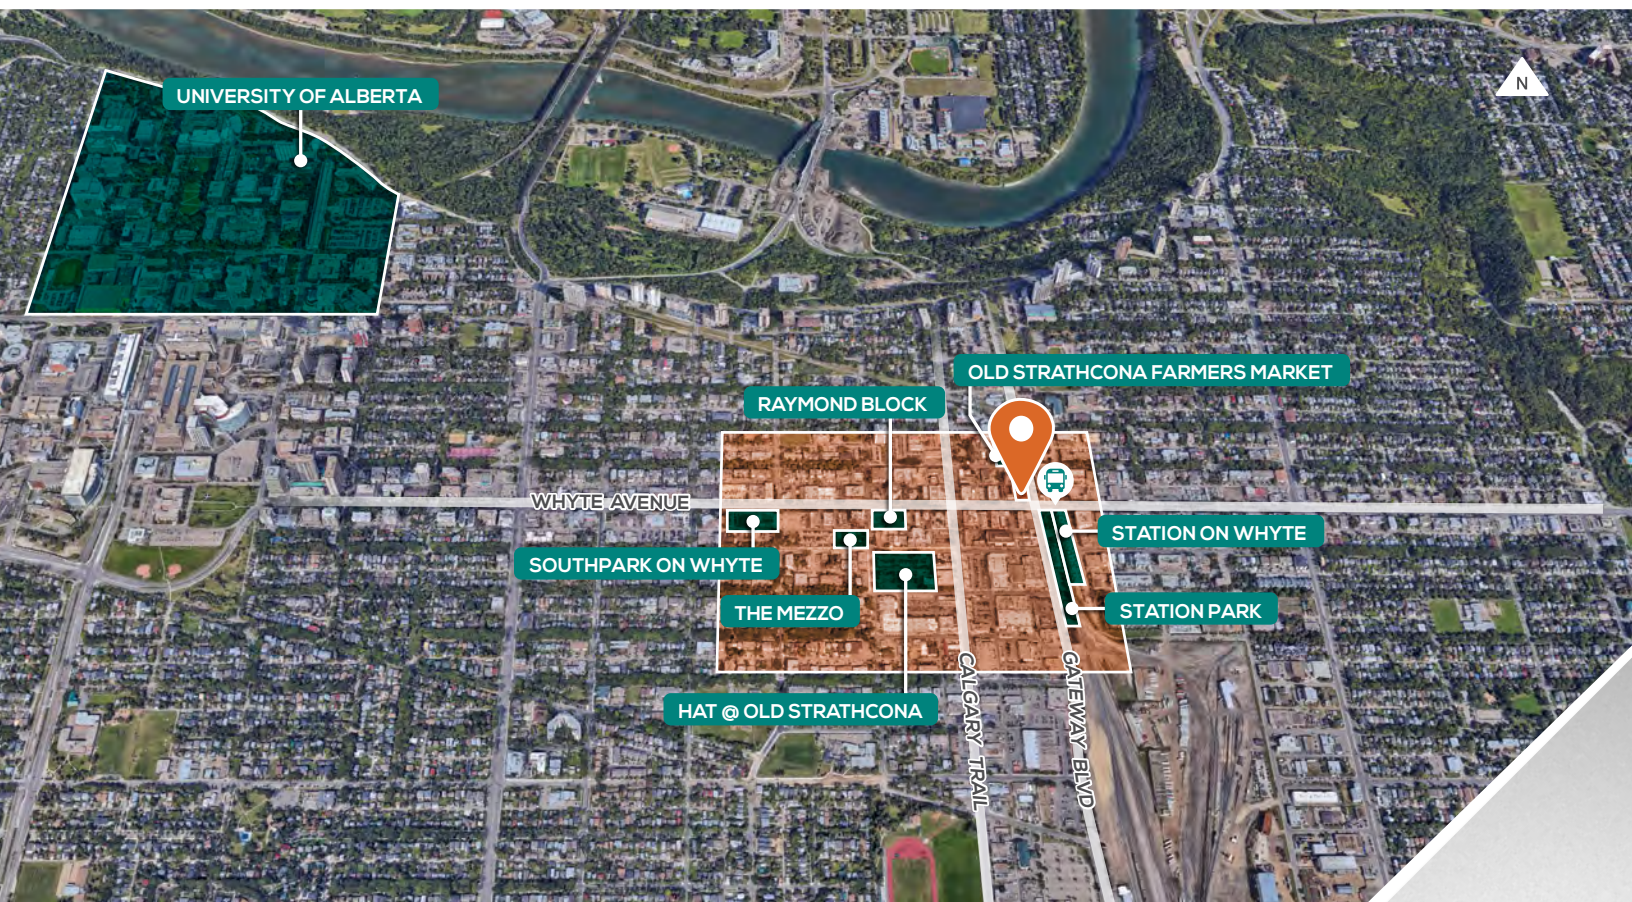 UNIVERSITY OF ALBERTA
N
OLD STRATHCONA FARMERS MARKET
RAYMOND BLOCK
WHYTE AVENUE
STATION ON WHYTE
SOUTHPARK ON WHYTE
THE MEZZO
STATION PARK
HAT @ OLD STRATHCONA
CALGARY TRAIL
GATEWAY BLVD